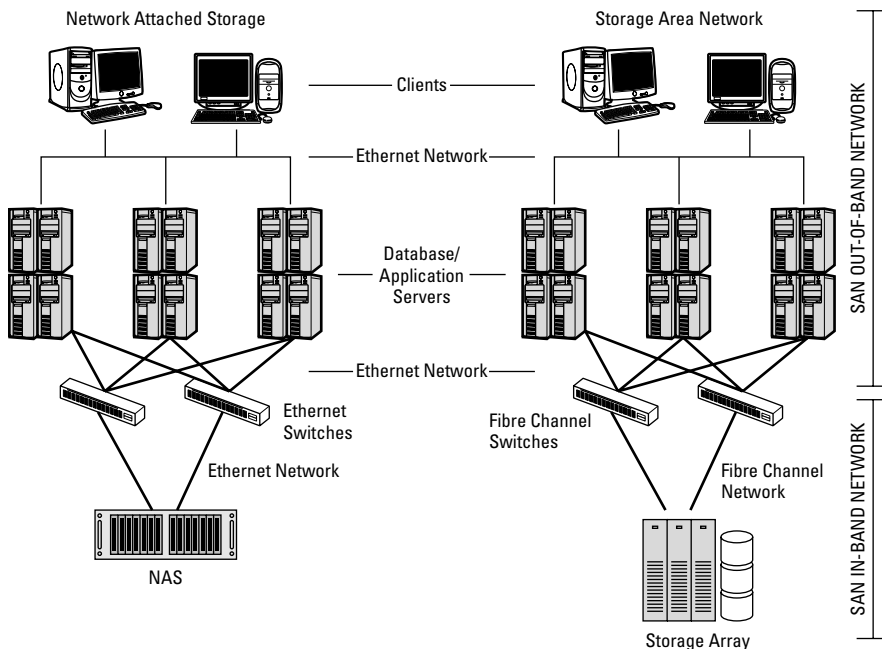 Network Attached Storage
Storage Area Network
Clients
Ethernet Network
Database/
Application
Servers
Ethernet Network
Ethernet
Switches
Fibre Channel
Switches
Ethernet Network
Fibre Channel
Network
NAS
Storage Array
SAN OUT-OF-BAND NETWORK
SAN IN-BAND NETWORK